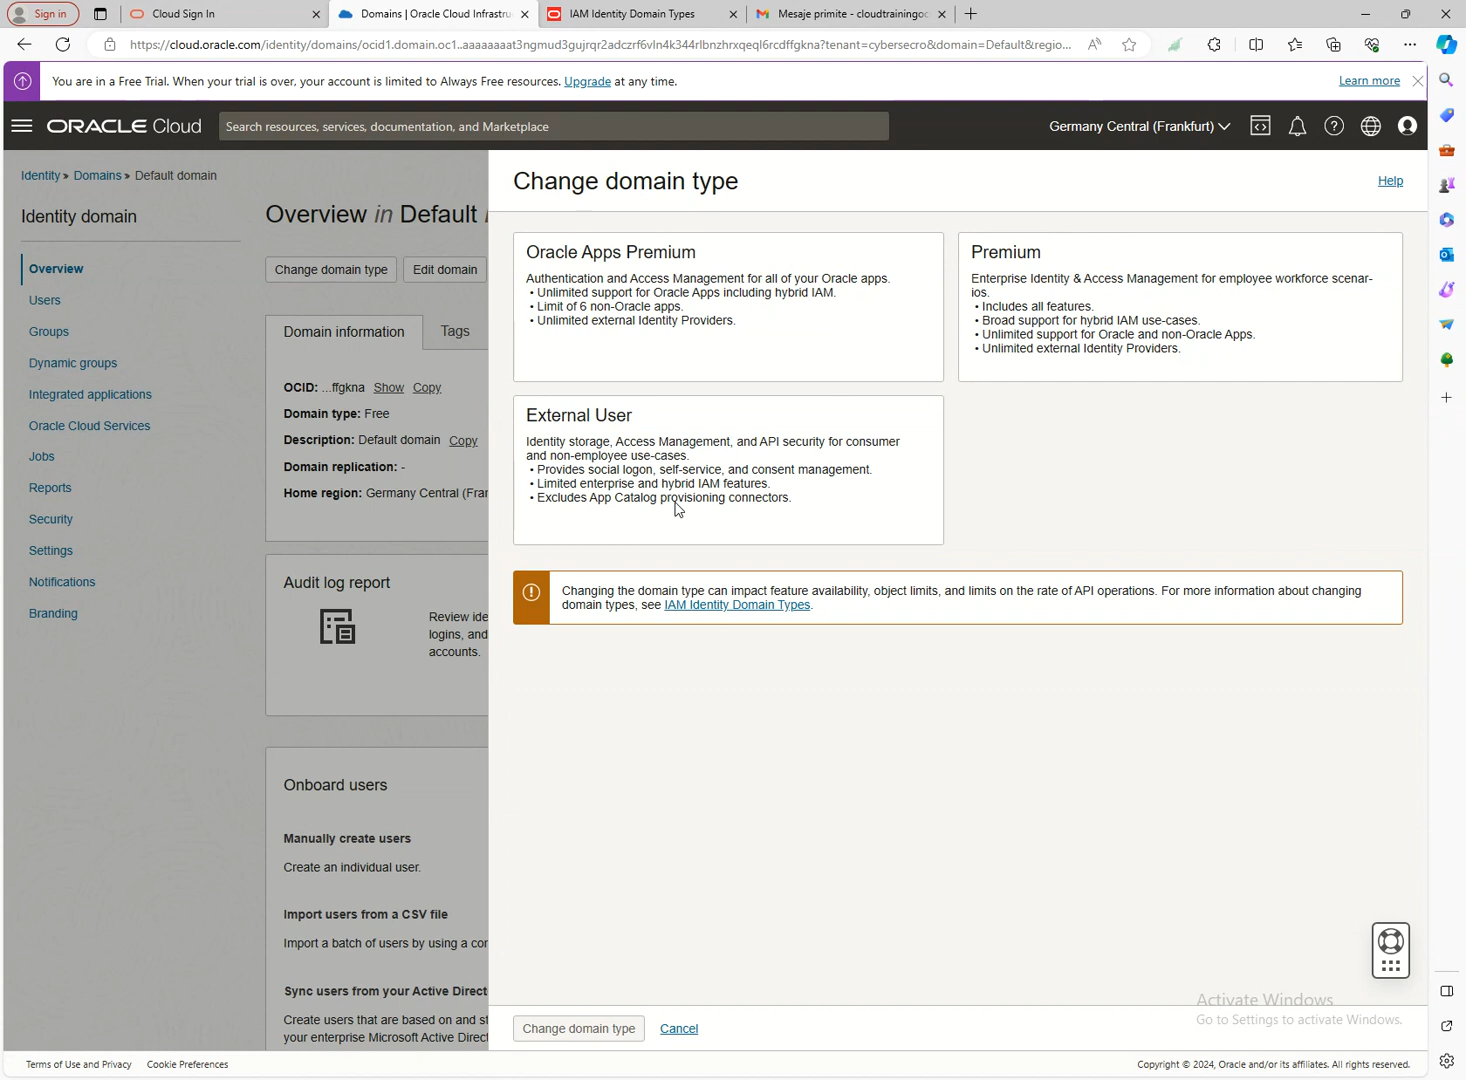 Sign in
Cloud Sign In
Domains | Oracle Cloud Infrastru
IAM Identity Domain Types
Mesaje primite - cloudtrainingoc
https://cloud.oracle.com/identity/domains/ocid1.domain.oc1..aaaaaaaat3ngmud3gujrqr2adczrf6vln4k344rlbnzhrxqeql6rcdffgkna?tenant=cybersecro&domain=Default&regio...
You are in a Free Trial. When your trial is over, your account is limited to Always Free resources. Upgrade at any time.
Learn more
ORACLE Cloud
Search resources, services, documentation, and Marketplace
Germany Central (Frankfurt)
Identity » Domains » Default domain
Identity domain
Overview
Users
Groups
Dynamic groups
Integrated applications
Oracle Cloud Services
Jobs
Reports
Security
Settings
Notifications
Branding
Overview in Default
Change domain type
Edit domain
Domain information
Tags
OCID: ...ffgkna Show Copy
Domain type: Free
Description: Default domain Copy
Domain replication: -
Home region: Germany Central (Fran
Audit log report
Review ide
logins, and
accounts.
Onboard users
Manually create users
Create an individual user.
Import users from a CSV file
Import a batch of users by using a con
Sync users from your Active Direct
Create users that are based on and st
your enterprise Microsoft Active Direct
Change domain type
Help
Oracle Apps Premium
Authentication and Access Management for all of your Oracle apps.
• Unlimited support for Oracle Apps including hybrid IAM.
• Limit of 6 non-Oracle apps.
• Unlimited external Identity Providers.
Premium
Enterprise Identity & Access Management for employee workforce scenar-
ios.
• Includes all features.
• Broad support for hybrid IAM use-cases.
• Unlimited support for Oracle and non-Oracle Apps.
• Unlimited external Identity Providers.
External User
Identity storage, Access Management, and API security for consumer
and non-employee use-cases.
• Provides social logon, self-service, and consent management.
• Limited enterprise and hybrid IAM features.
• Excludes App Catalog provisioning connectors.
Changing the domain type can impact feature availability, object limits, and limits on the rate of API operations. For more information about changing
domain types, see IAM Identity Domain Types.
Change domain type
Cancel
Activate Windows
Go to Settings to activate Windows.
Terms of Use and Privacy
Cookie Preferences
Copyright © 2024, Oracle and/or its affiliates. All rights reserved.